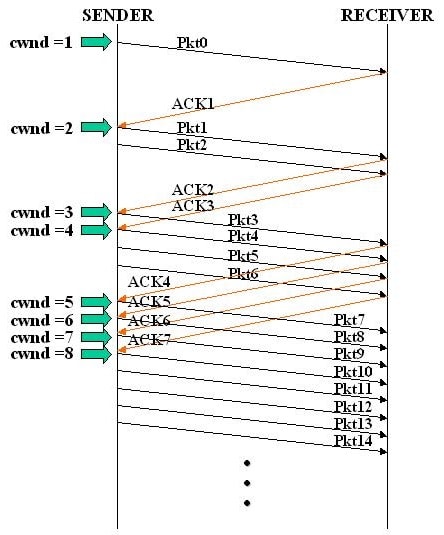 SENDER
RECEIVER
cwnd =1
Pkt0
ACK1
cwnd =2
Pkt1
Pkt2
ACK2
ACK3
cwnd =3
Pkt3
cwnd =4
Pkt4
Pkt5
Pkt6
ACK4
cwnd =5
ACK5
cwnd =6
ACK6
Pkt7
cwnd =7
ACK7
Pkt8
cwnd =8
Pkt9
Pkt10
Pkt11
Pkt12
Pkt13
Pkt14